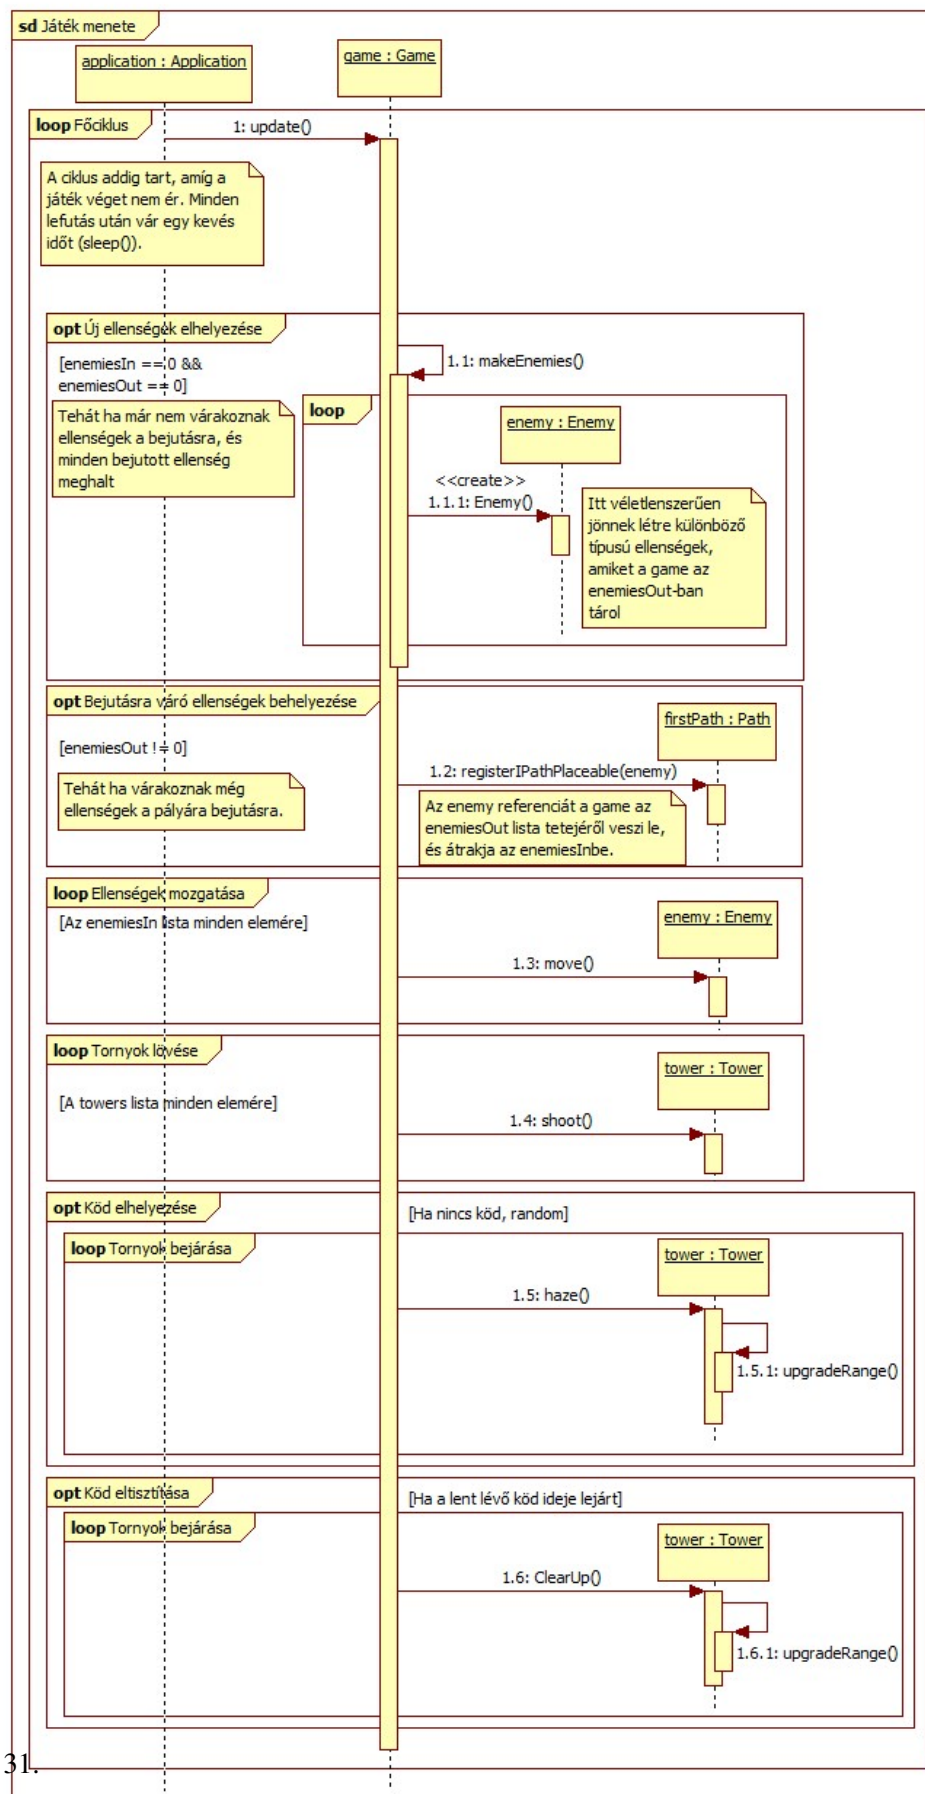 sd Játék menete
application : Application
game : Game
loop Főciklus
1: update()
A ciklus addig tart, amíg a
játék véget nem ér. Minden
lefutás után vár egy kevés
időt (sleep()).
opt Új ellenségek elhelyezése
[enemiesIn == 0 &&
enemiesOut == 0]
1.1: makeEnemies()
Tehát ha már nem várakoznak
ellenségek a bejutásra, és
minden bejutott ellenség
meghalt
loop
enemy : Enemy
<<create>>
1.1.1: Enemy()
Itt véletlenszerűen
jönnek létre különböző
típusú ellenségek,
amiket a game az
enemiesOut-ban
tárol
opt Bejutásra váró ellenségek behelyezése
firstPath : Path
[enemiesOut != 0]
1.2: registerIPathPlaceable(enemy)
Tehát ha várakoznak még
ellenségek a pályára bejutásra.
Az enemy referenciát a game az
enemiesOut lista tetejéről veszi le,
és átrakja az enemiesInbe.
loop Ellenségek mozgatása
[Az enemiesIn lista minden elemére]
enemy : Enemy
1.3: move()
loop Tornyok lövése
tower : Tower
[A towers lista minden elemére]
1.4: shoot()
opt Köd elhelyezése
[Ha nincs köd, random]
loop Tornyok bejárása
tower : Tower
1.5: haze()
1.5.1: upgradeRange()
opt Köd eltisztítása
[Ha a lent lévő köd ideje lejárt]
loop Tornyok bejárása
tower : Tower
1.6: ClearUp()
1.6.1: upgradeRange()
31.